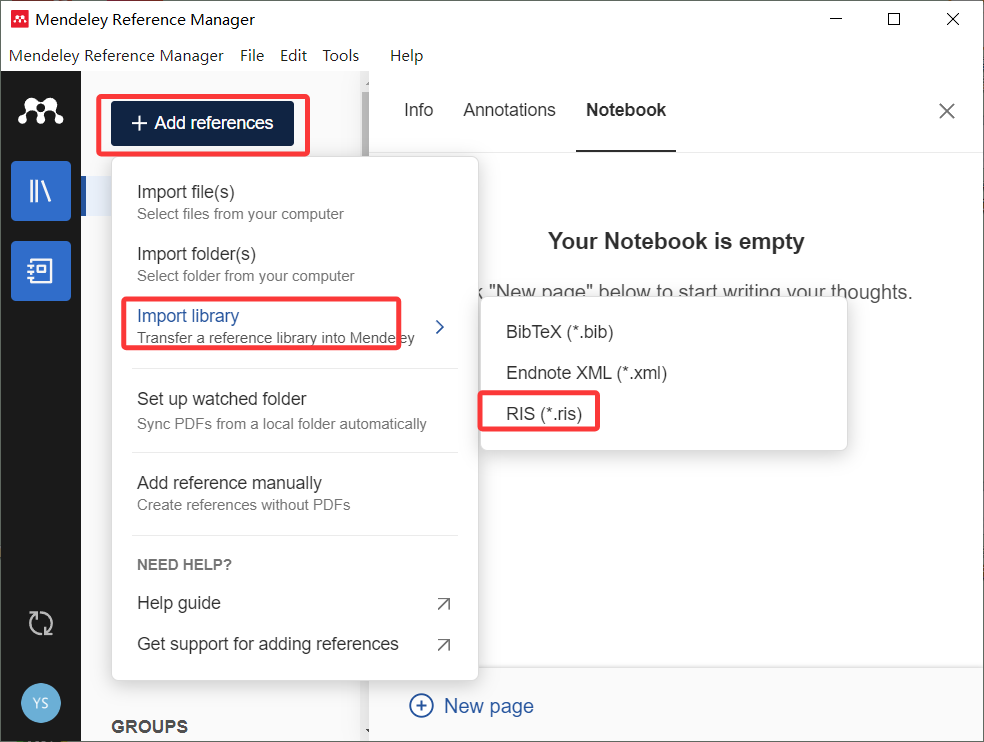 Mendeley Reference Manager
Mendeley Reference Manager File Edit Tools Help
+ Add references
Import file(s)
Select files from your computer
Import folder(s)
Select folder from your computer
Import library
Transfer a reference library into Mendeley
Set up watched folder
Sync PDFs from a local folder automatically
Add reference manually
Create references without PDFs
NEED HELP?
Help guide
Get support for adding references
GROUPS
YS
Info Annotations Notebook
Your Notebook is empty
"New page" below to start writing your thoughts.
BibTeX (*.bib)
Endnote XML (*.xml)
RIS (*.ris)
New page